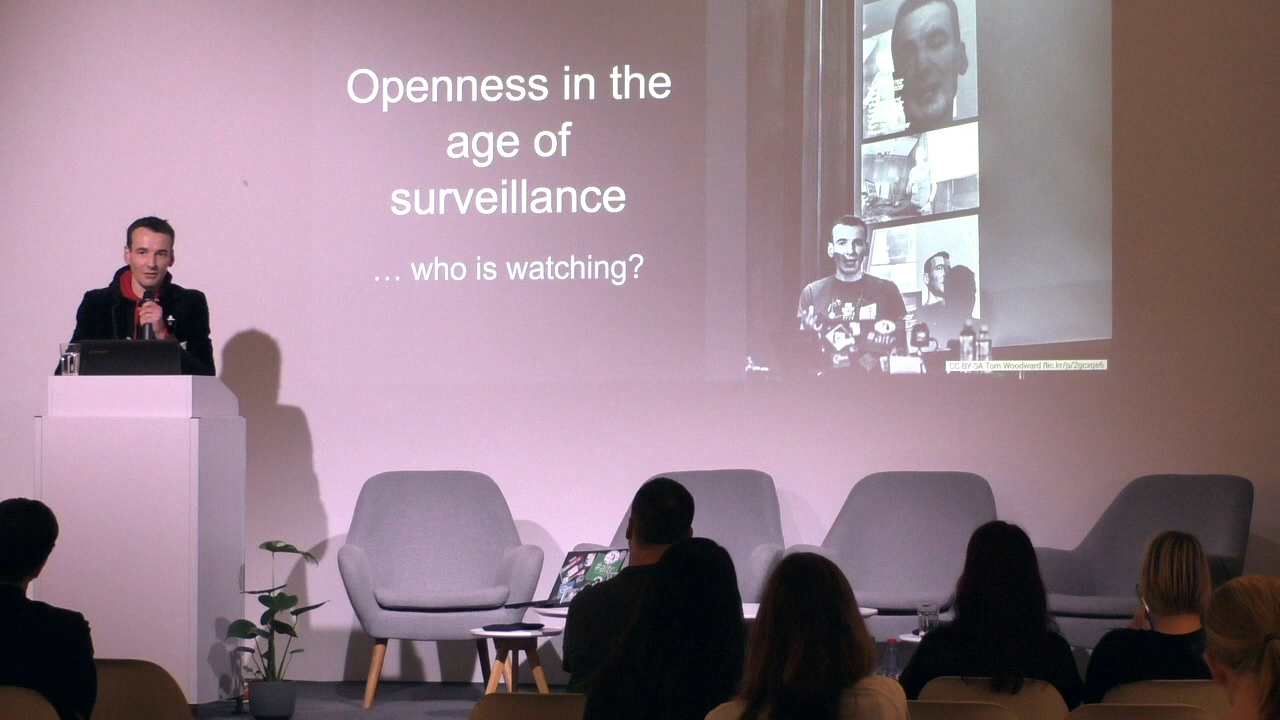 Openness in the
age of
surveillance
… who is watching?
CC BY-SA Tom Woodward flic.kr/p/2gcxge6